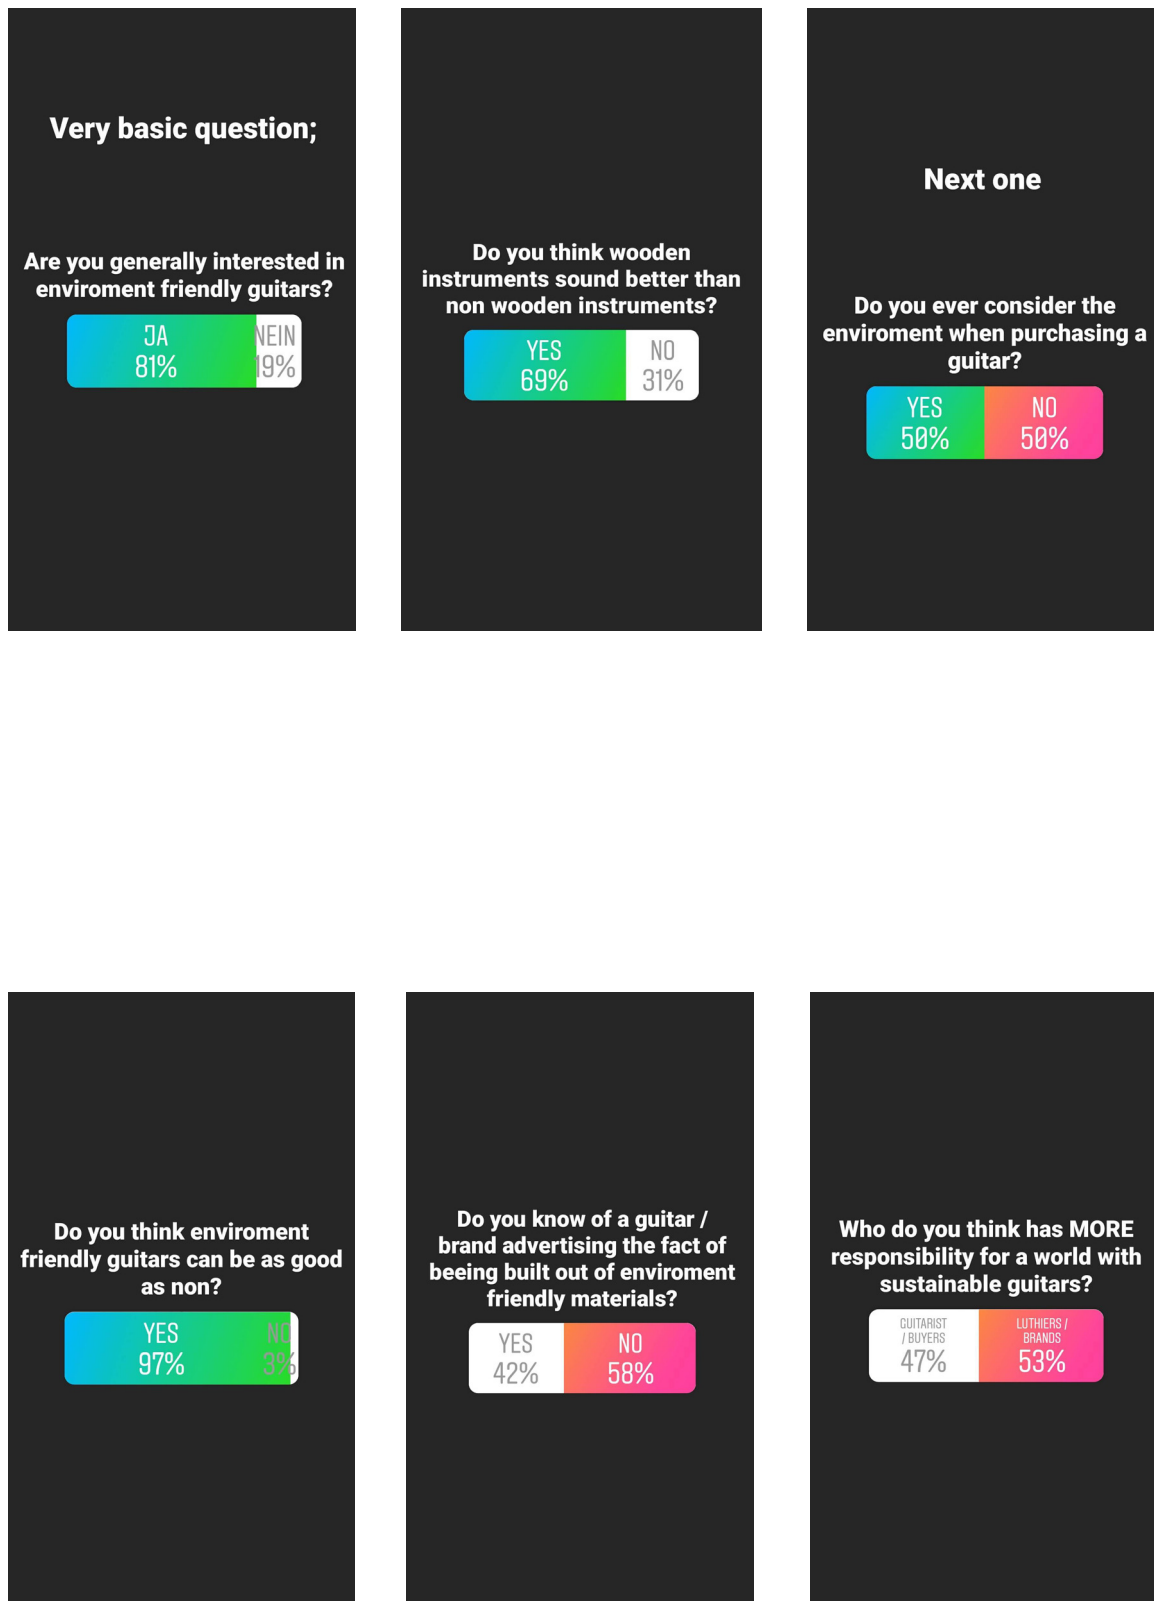 Very basic question;
Are you generally interested in
enviroment friendly guitars?
JA
81%
NEIN
19%
Do you think wooden
instruments sound better than
non wooden instruments?
YES
69%
NO
31%
Next one
Do you ever consider the
enviroment when purchasing a
guitar?
YES
50%
NO
50%
Do you think enviroment
friendly guitars can be as good
as non?
YES
97%
NO
3%
Do you know of a guitar /
brand advertising the fact of
beeing built out of enviroment
friendly materials?
YES
42%
NO
58%
Who do you think has MORE
responsibility for a world with
sustainable guitars?
GUITARIST
/ BUYERS
47%
LUTHIERS /
BRANDS
53%